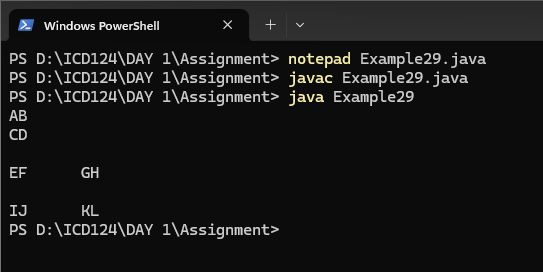 Windows PowerShell
PS D:\ICD124\DAY 1\Assignment> notepad Example29.java
PS D:\ICD124\DAY 1\Assignment> javac Example29.java
PS D:\ICD124\DAY 1\Assignment> java Example29
AB
CD
EF GH
IJ KL
PS D:\ICD124\DAY 1\Assignment>